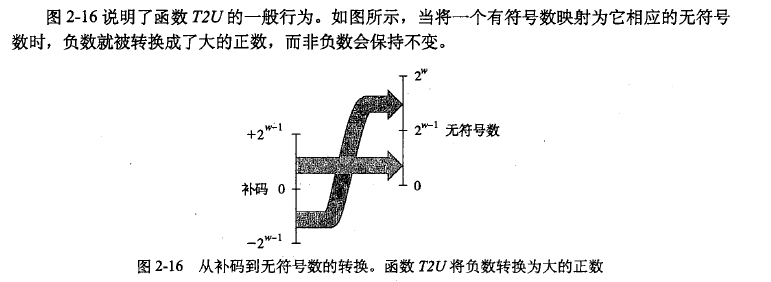 图 2-16 说明了函数 T2U 的一般行为。如图所示，当将一个有符号数映射为它相应的无符号
数时，负数就被转换成了大的正数，而非负数会保持不变。
2^w
+2^{w-1}
2^{w-1} 无符号数
补码 0
0
-2^{w-1}
图 2-16 从补码到无符号数的转换。函数 T2U 将负数转换为大的正数